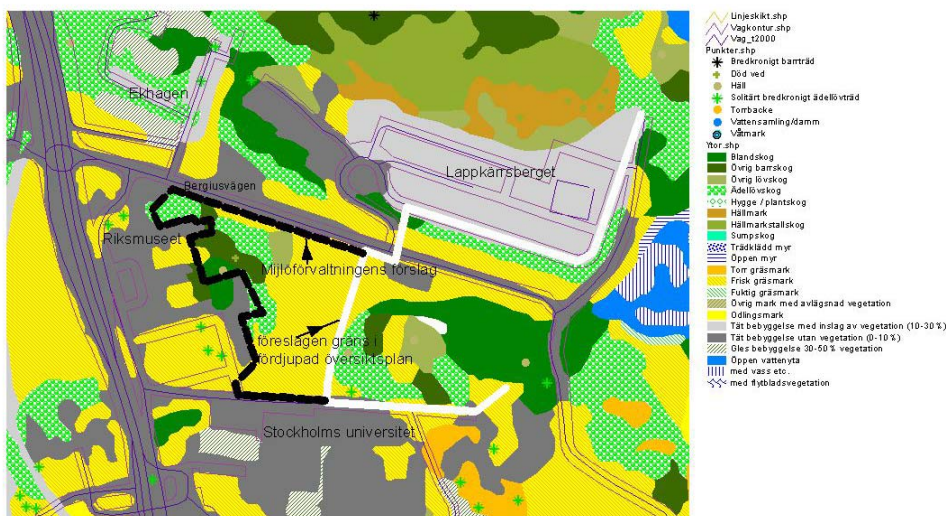 Ekhagen
Lappkärrsberget
Bergiusvägen
Riksmuseet
Miljöförvaltningens förslag
föreslagen gräns i
fördjupad översiktsplan
Stockholms universitet
Linjeskikt.shp
Vagkontur.shp
Vag_t2000
Punkter.shp
Bredkronigt barrträd
Död ved
Häll
Solitärt bredkronigt ädellövträd
Torrbacke
Vattensamling/damm
Våtmark
Ytor.shp
Blandskog
Övrig barrskog
Övrig lövskog
Ädellövskog
Hygge / plantskog
Hällmark
Hällmarkstallskog
Sumpskog
Trädklädd myr
Öppen myr
Torr gräsmark
Frisk gräsmark
Fuktig gräsmark
Övrig mark med avlägsnad vegetation
Odlingsmark
Tät bebyggelse med inslag av vegetation (10-30%)
Tät bebyggelse utan vegetation (0-10%)
Gles bebyggelse 30-50% vegetation
Öppen vattenyta
med vass etc.
med flytbladsvegetation